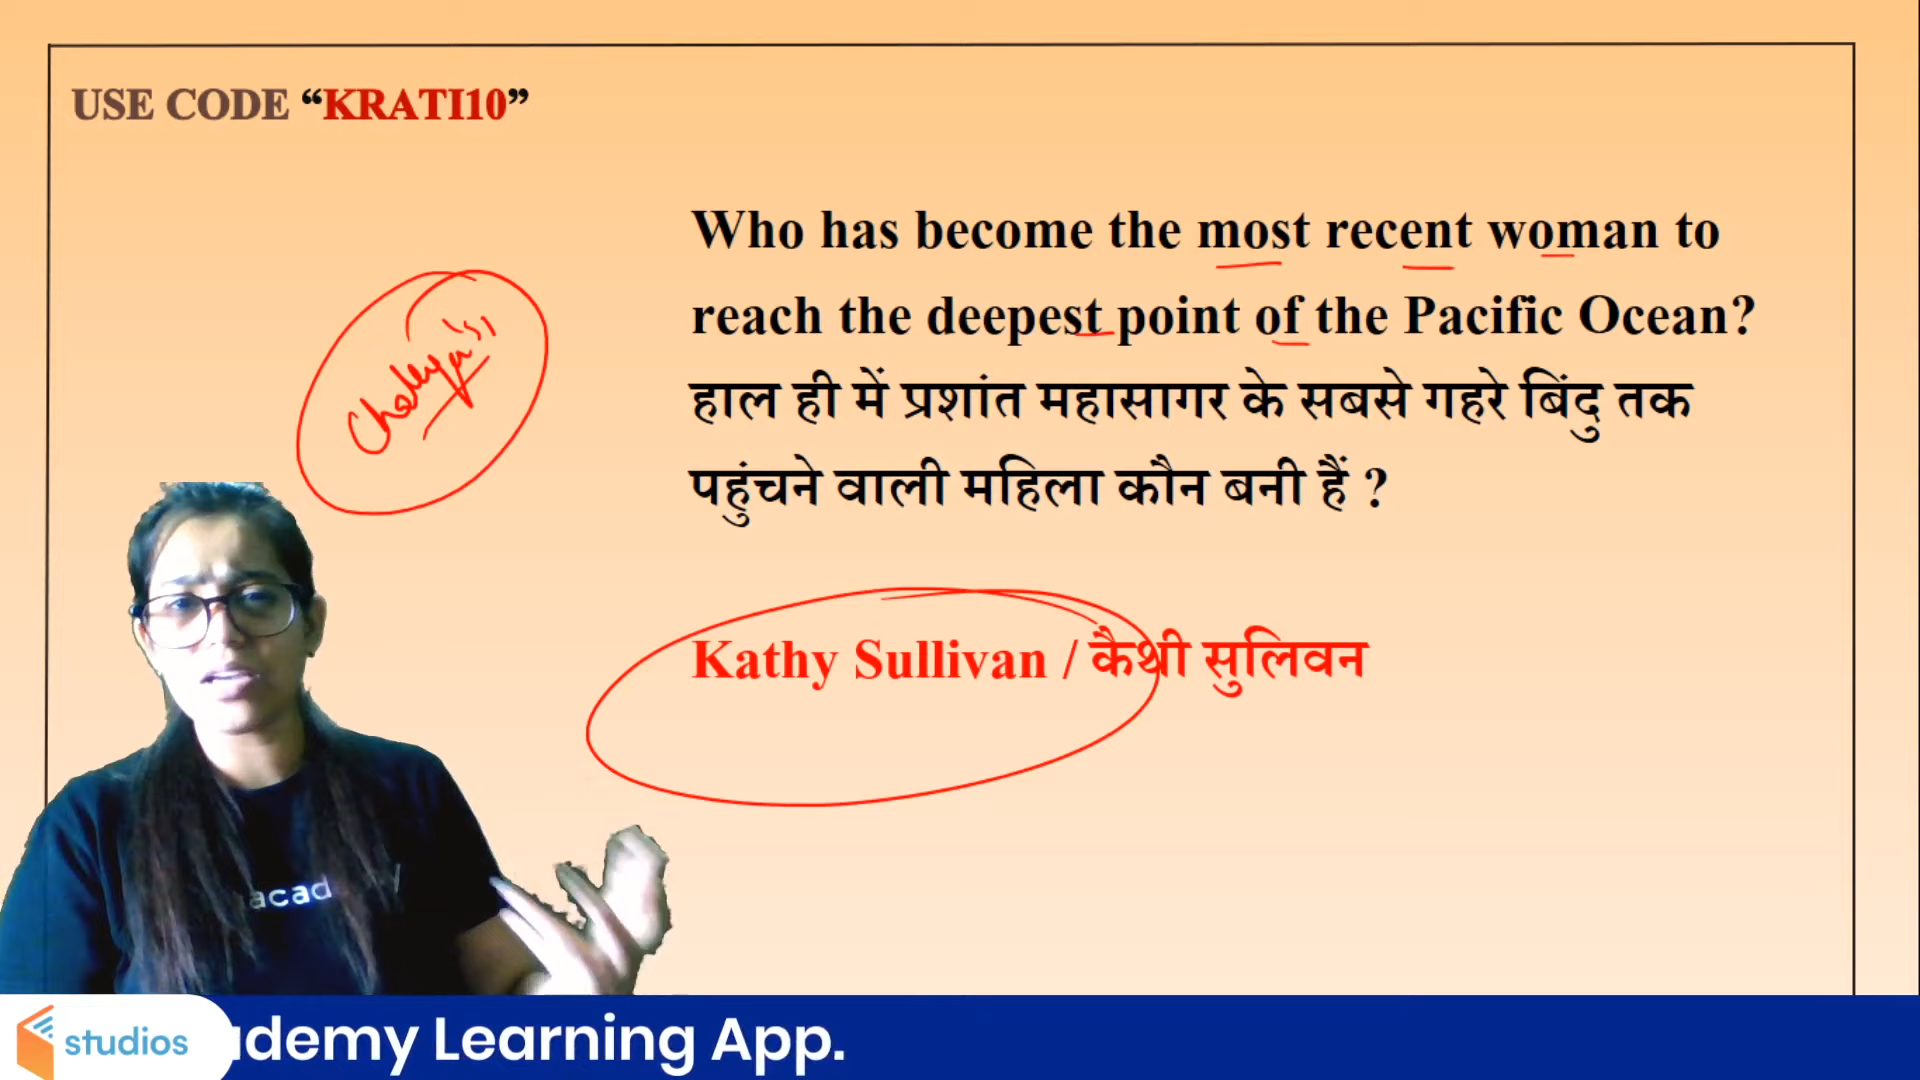 USE CODE “KRATI10”
Who has become the most recent woman to
reach the deepest point of the Pacific Ocean?
हाल ही में प्रशांत महासागर के सबसे गहरे बिंदु तक
पहुंचने वाली महिला कौन बनी हैं ?
Kathy Sullivan / कैथी सुलिवन
acad
studios
demy Learning App.